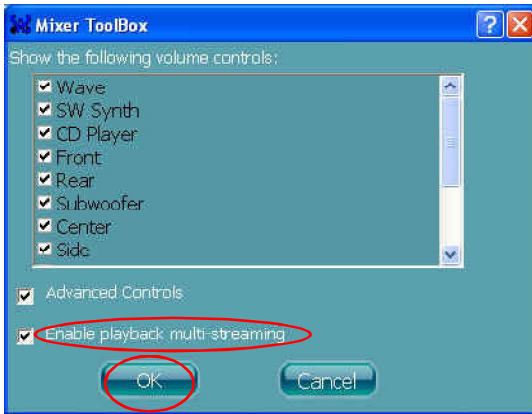 Mixer ToolBox
Show the following volume controls:
Wave
SW Synth
CD Player
Front
Rear
Subwoofer
Center
Side
Advanced Controls
Enable playback multi-streaming
OK
Cancel